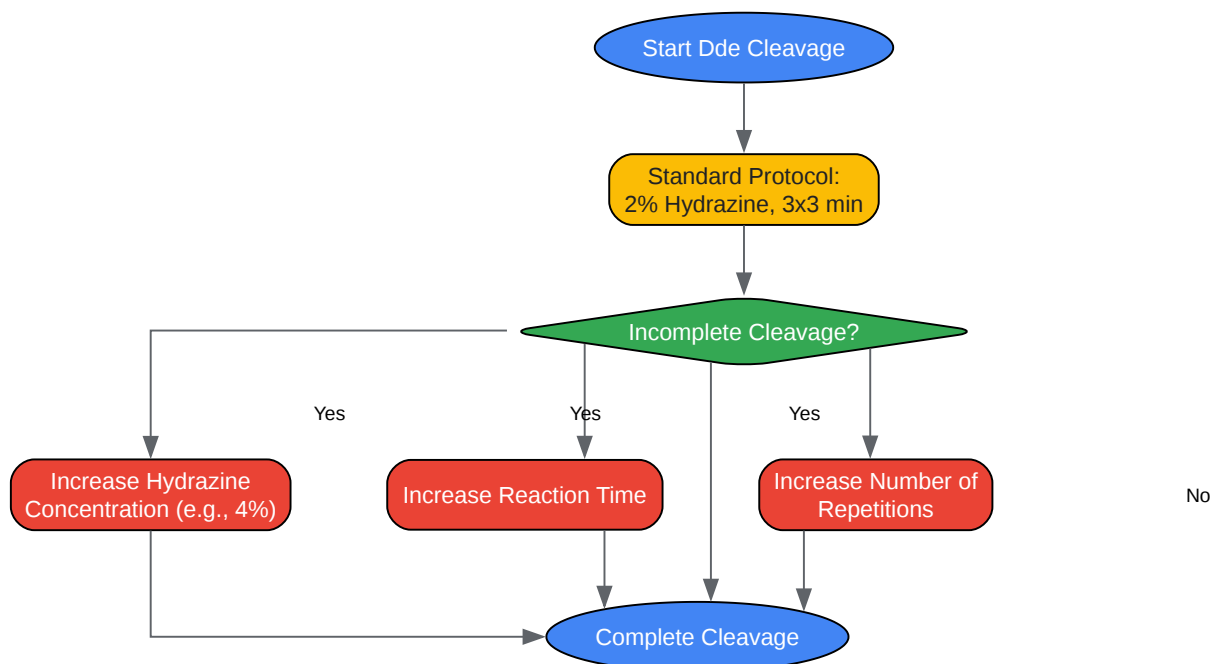 Start Dde Cleavage
Standard Protocol:
2% Hydrazine, 3x3 min
Incomplete Cleavage?
Yes
Yes
Yes
Increase Hydrazine
Concentration (e.g., 4%)
Increase Reaction Time
Increase Number of
Repetitions
No
Complete Cleavage